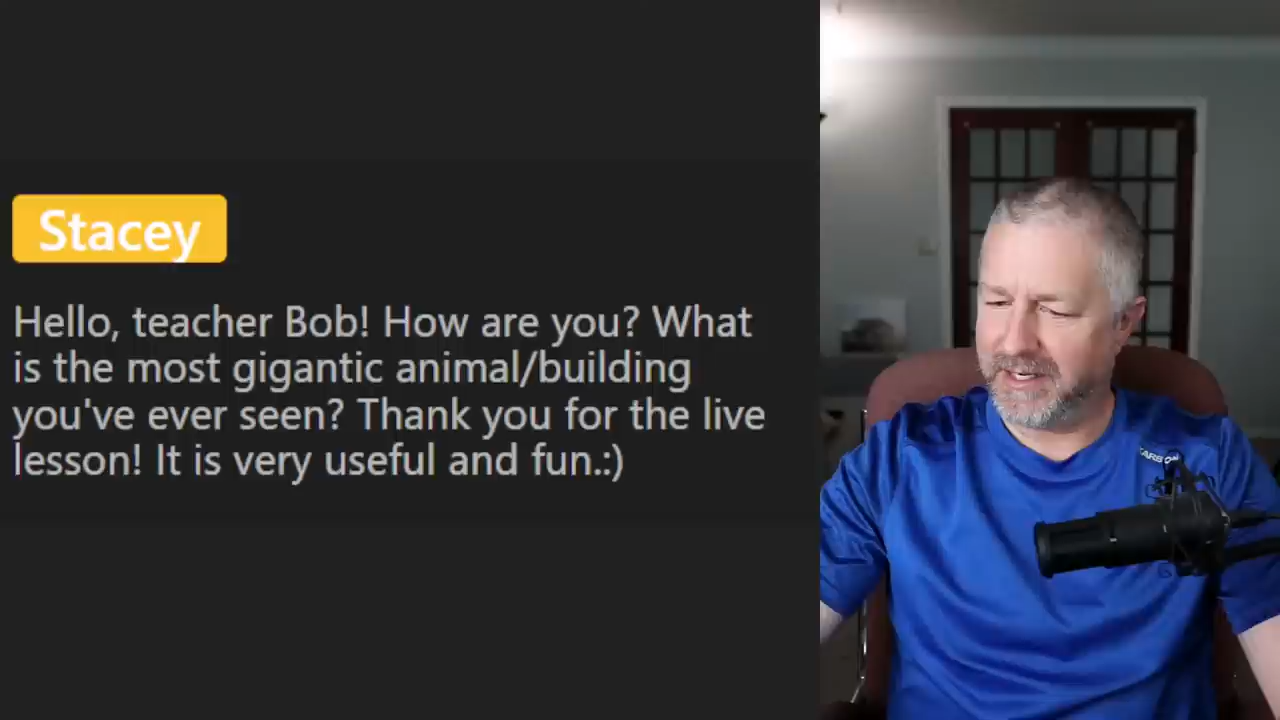 Stacey
Hello, teacher Bob! How are you? What
is the most gigantic animal/building
you've ever seen? Thank you for the live
lesson! It is very useful and fun.:)